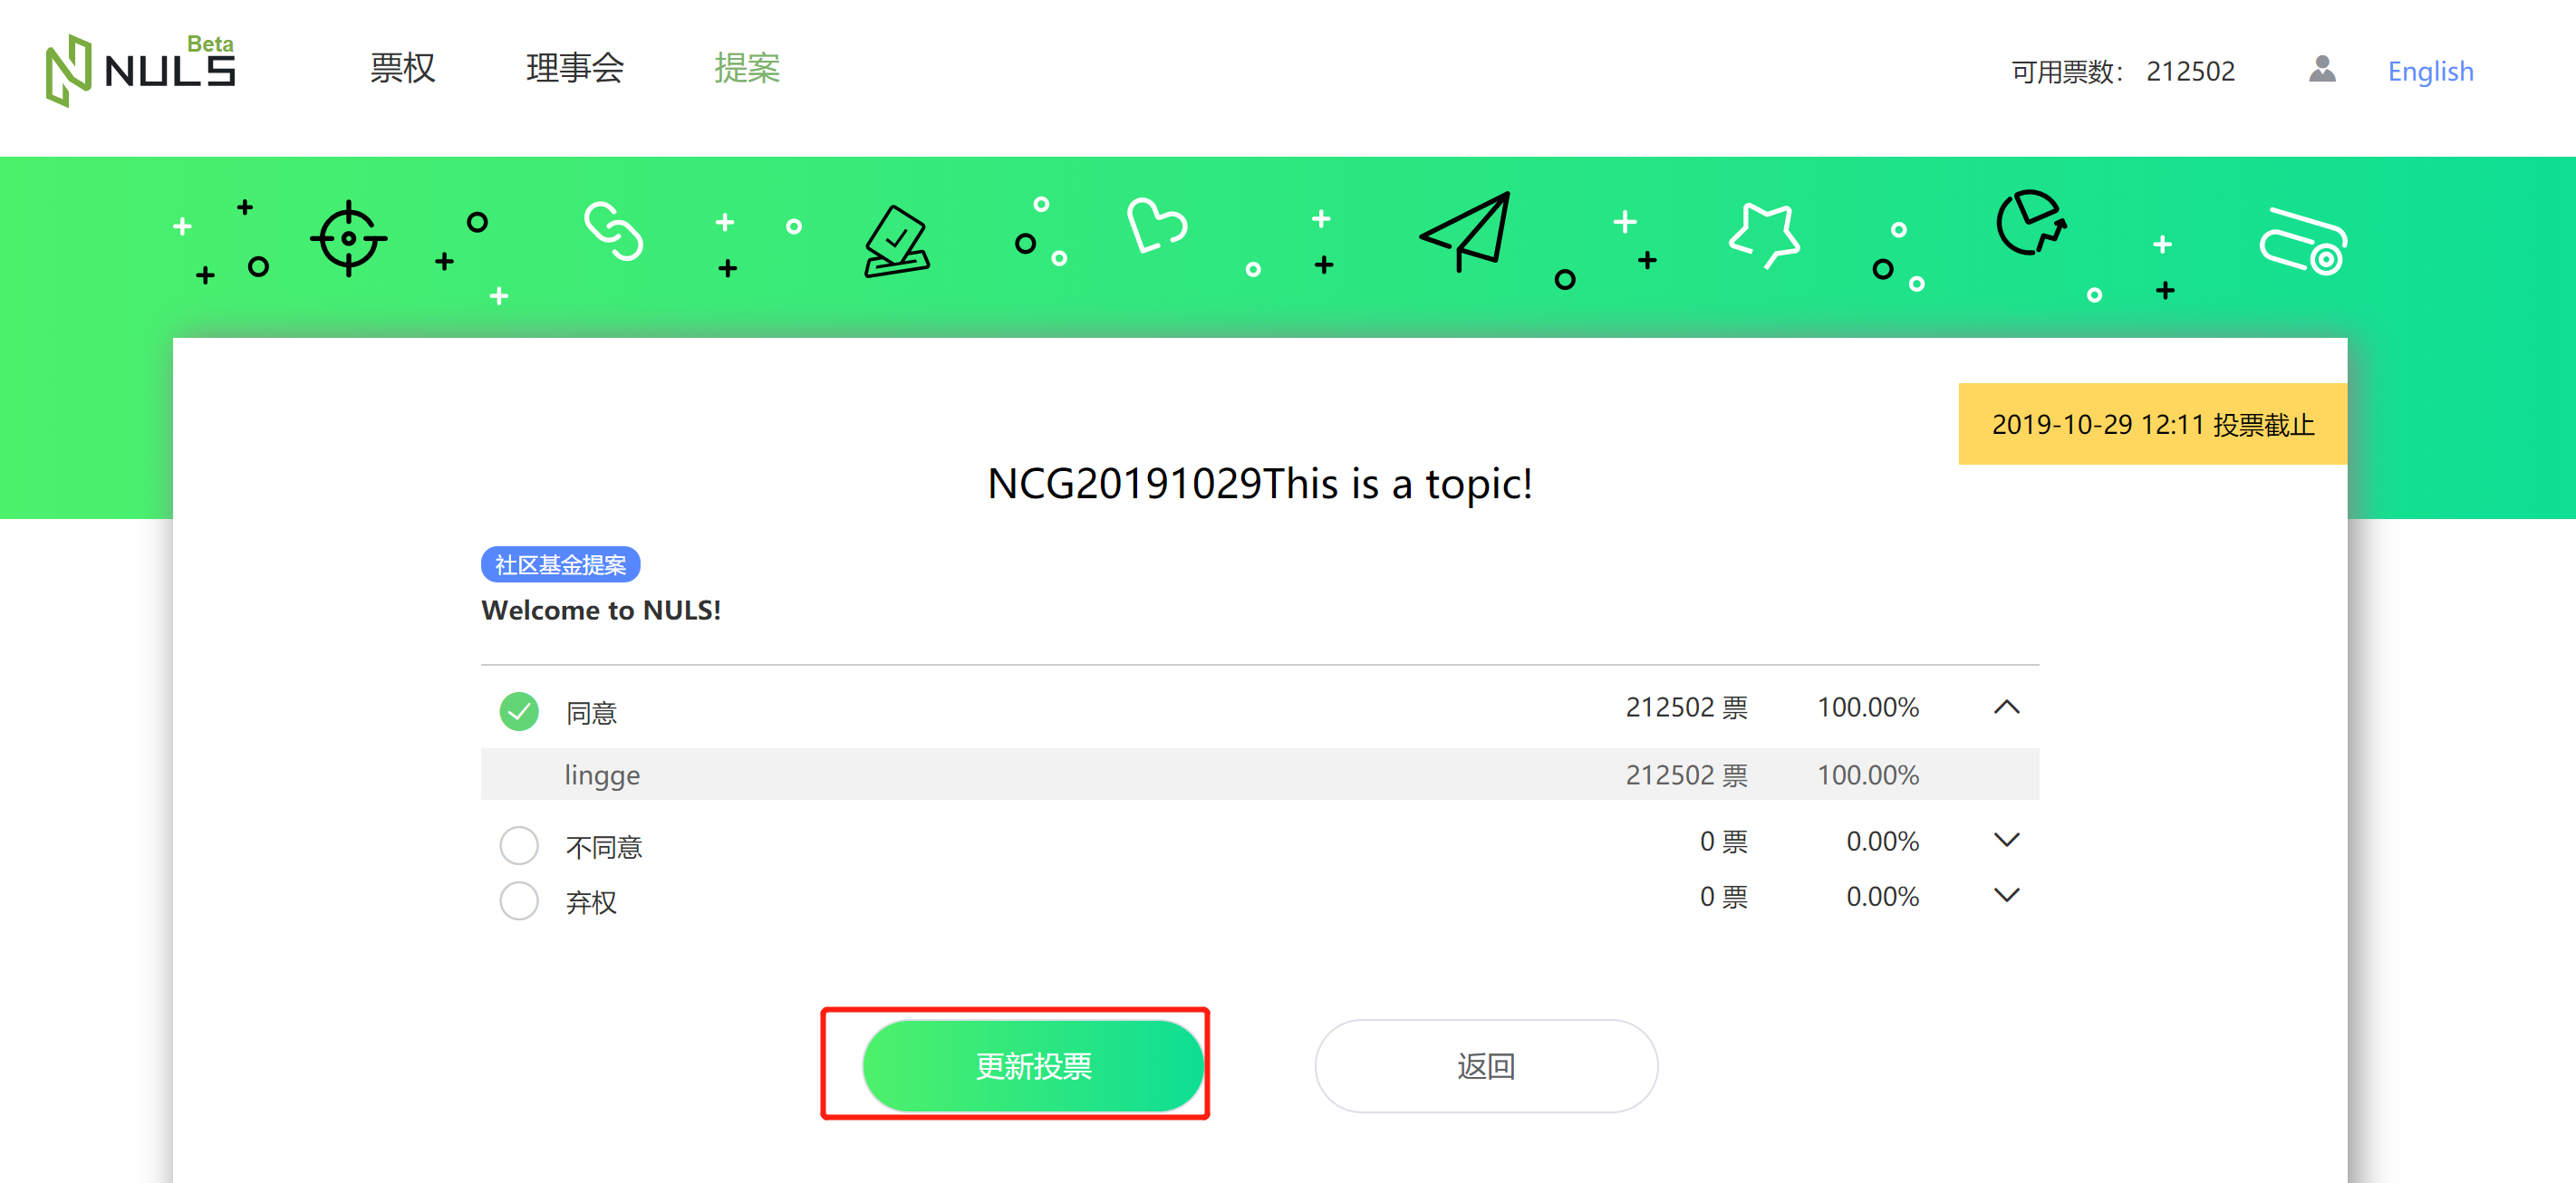 NULS Beta
票权 理事会 提案 可用票数： 212502 English
2019-10-29 12:11 投票截止
NCG20191029This is a topic!
社区基金提案
Welcome to NULS!
同意 212502 票 100.00%
lingge 212502 票 100.00%
不同意 0 票 0.00%
弃权 0 票 0.00%
更新投票 返回